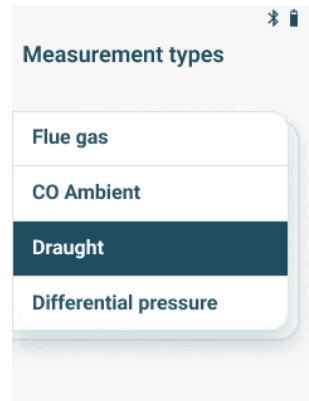 Measurement types
Flue gas
CO Ambient
Draught
Differential pressure